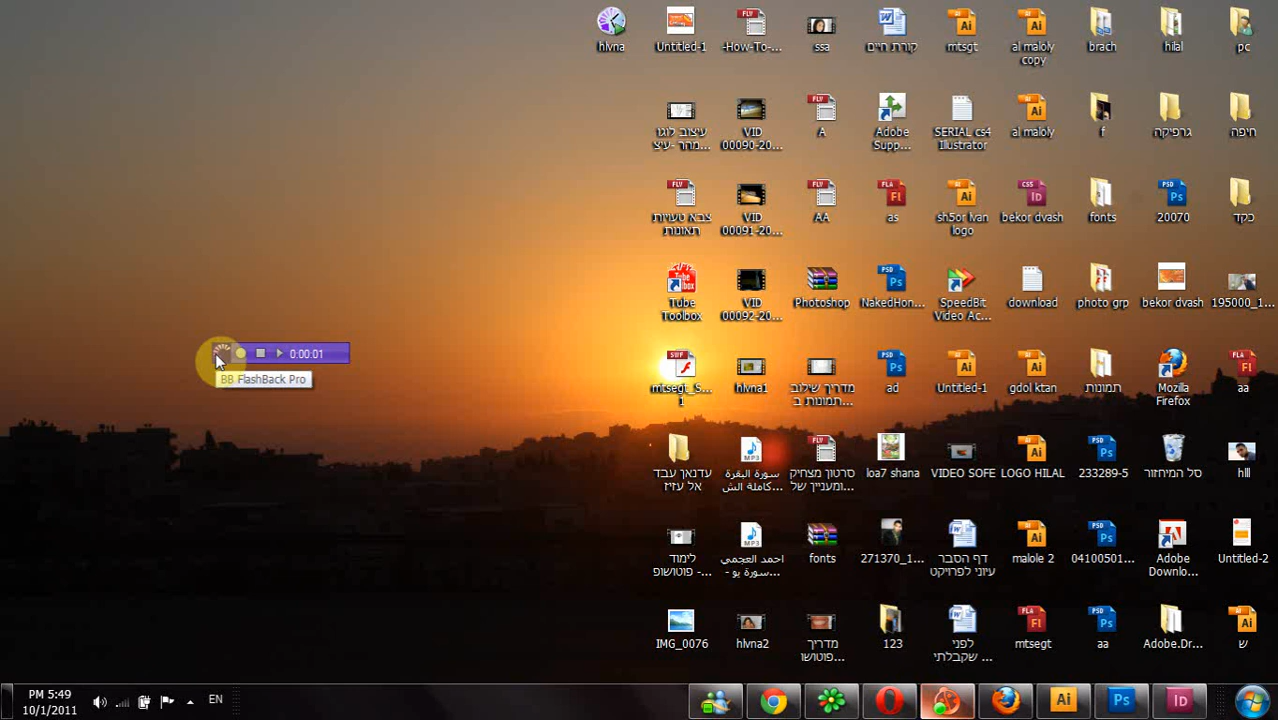 hlvna
Untitled-1
-How-To-...
ssa
קורת חיים
mtsgt
al maloly
copy
brach
hilal
pc
עיצוב לוגו
מהר -עיצ...
VID
00090-20...
A
Adobe
Supp...
SERIAL cs4
Illustrator
al maloly
f
גרפיקה
חיפה
צבא טעויות
תאונות
VID
00091-20...
AA
as
sh5or lvan
logo
bekor dvash
fonts
20070
כקד
Tube
Toolbox
VID
00092-20...
Photoshop
NakedHon...
SpeedBit
Video Ac...
download
photo grp
bekor dvash
195000_1...
0:00:01
BB FlashBack Pro
mtsegt_S...
1
hlvna1
מדריך שילוב
תמונות ב...
ad
Untitled-1
gdol ktan
תמונות
Mozilla
Firefox
aa
עדנאן עבד
אל עזיז
سورة البقرة
كاملة الش...
סרטון מצחיק
ומעניין של...
loa7 shana
VIDEO SOFE
LOGO HILAL
233289-5
סל המיחזור
hlll
לימוד
פוטושופ -...
احمد العجمي
سورة يو -...
fonts
271370_1...
דף הסבר
עיוני לפרויקט
malole 2
04100501...
Adobe
Downlo...
Untitled-2
IMG_0076
hlvna2
מדריך
פוטושו...
123
לפני
שקבלתי ...
mtsegt
aa
Adobe.Dr...
ש
PM 5:49
10/1/2011
EN